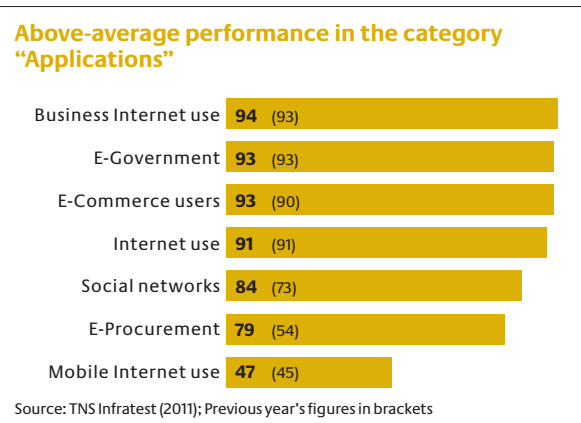 Above-average performance in the category
“Applications”
Business Internet use 94 (93)
E-Government 93 (93)
E-Commerce users 93 (90)
Internet use 91 (91)
Social networks 84 (73)
E-Procurement 79 (54)
Mobile Internet use 47 (45)
Source: TNS Infratest (2011); Previous year’s figures in brackets